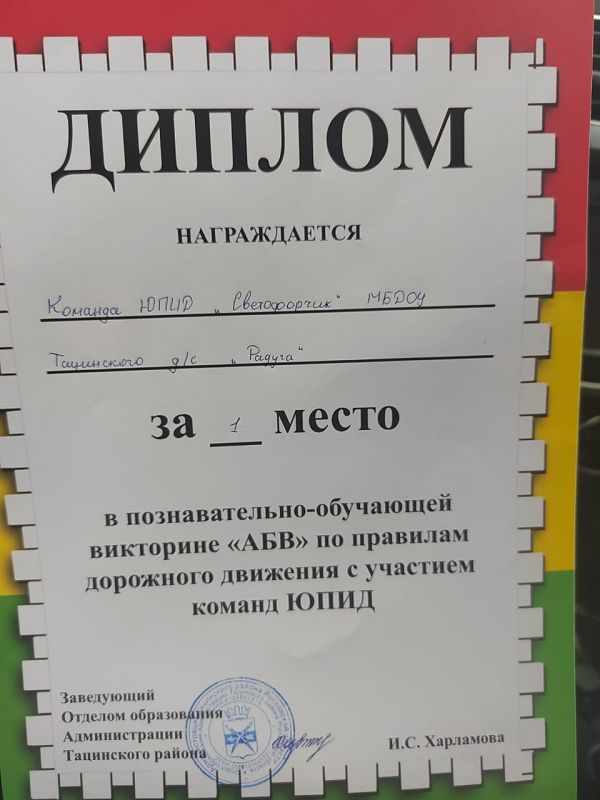 ДИПЛОМ
НАГРАЖДАЕТСЯ
Команда ЮПИД „Светофорчик“ МБДОУ
Тацинского д/с „Радуга“
за 1 место
в познавательно-обучающей
викторине «АБВ» по правилам
дорожного движения с участием
команд ЮПИД
Заведующий
Отделом образования
Администрации
Тацинского района
И.С. Харламова